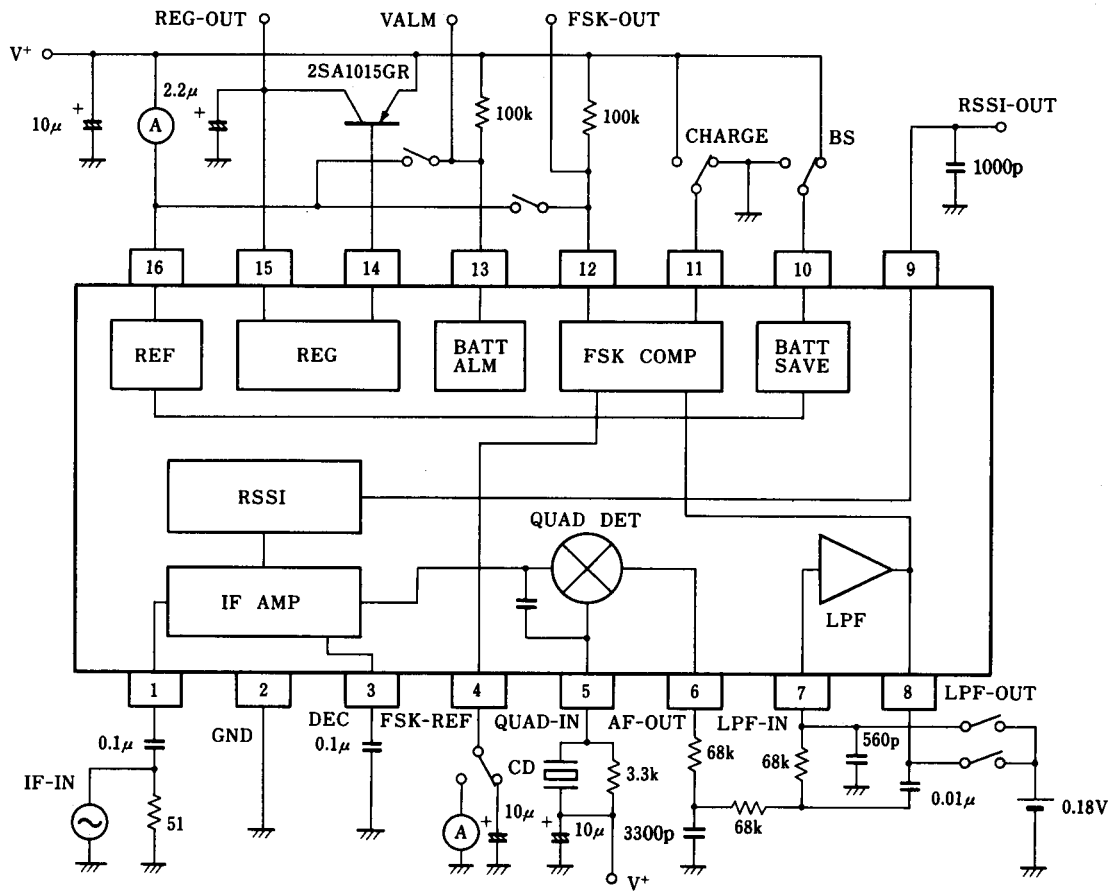 REG-OUT VALM FSK-OUT
V+
2SA1015GR
2.2μ
10μ
A
100k
100k
RSSI-OUT
CHARGE
BS
1000p
16 15 14 13 12 11 10 9
REF
REG
BATT
ALM
FSK COMP
BATT
SAVE
RSSI
QUAD DET
IF AMP
LPF
1 2 3 4 5 6 7 8
LPF-OUT
GND
DEC
FSK-REF
QUAD-IN
AF-OUT
LPF-IN
0.1μ
0.1μ
IF-IN
51
CD
3.3k
68k
68k
560p
0.01μ
0.18V
A
10μ
10μ
3300p
68k
V+